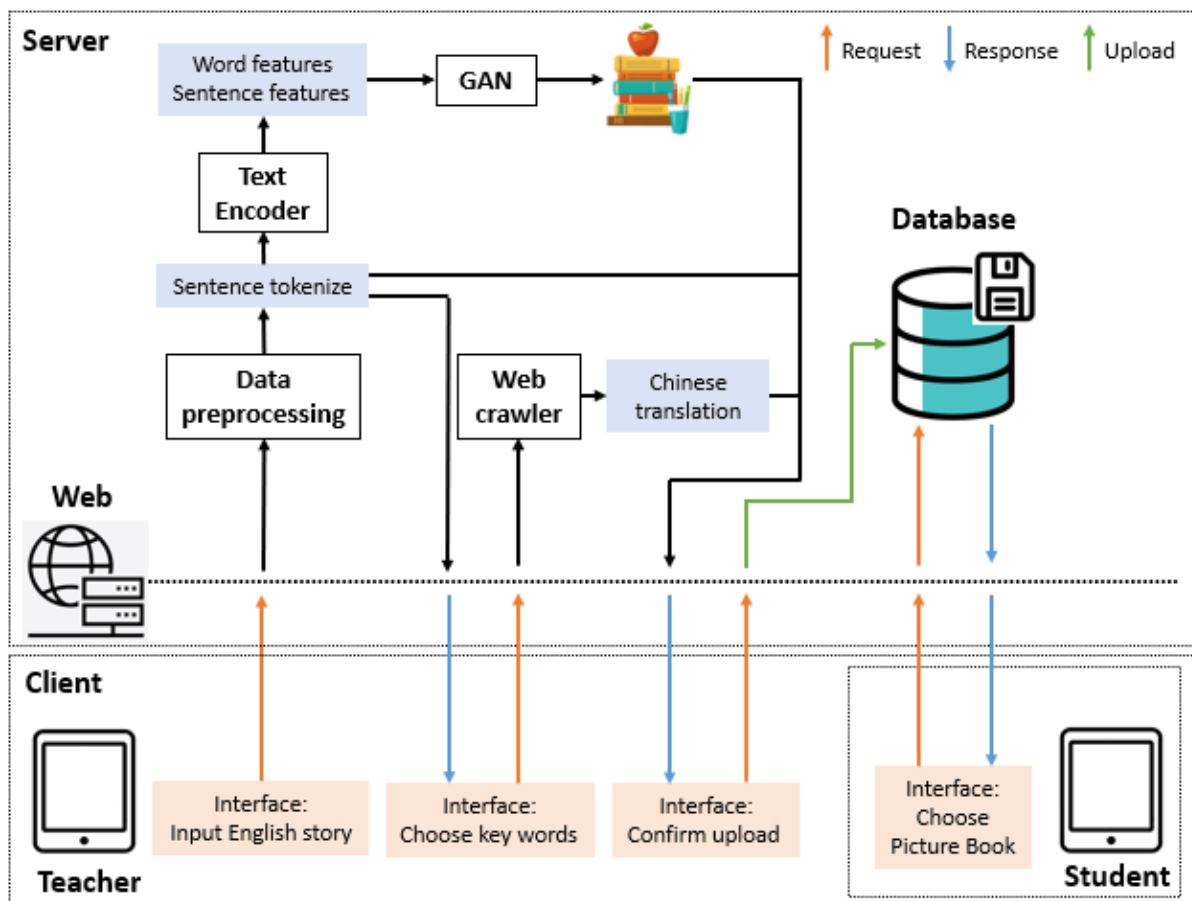 Server
Request
Response
Upload
Word features
Sentence features
GAN
Text
Encoder
Database
Sentence tokenize
Data
preprocessing
Web
crawler
Chinese
translation
Web
Client
Interface:
Input English story
Interface:
Choose key words
Interface:
Confirm upload
Interface:
Choose
Picture Book
Teacher
Student